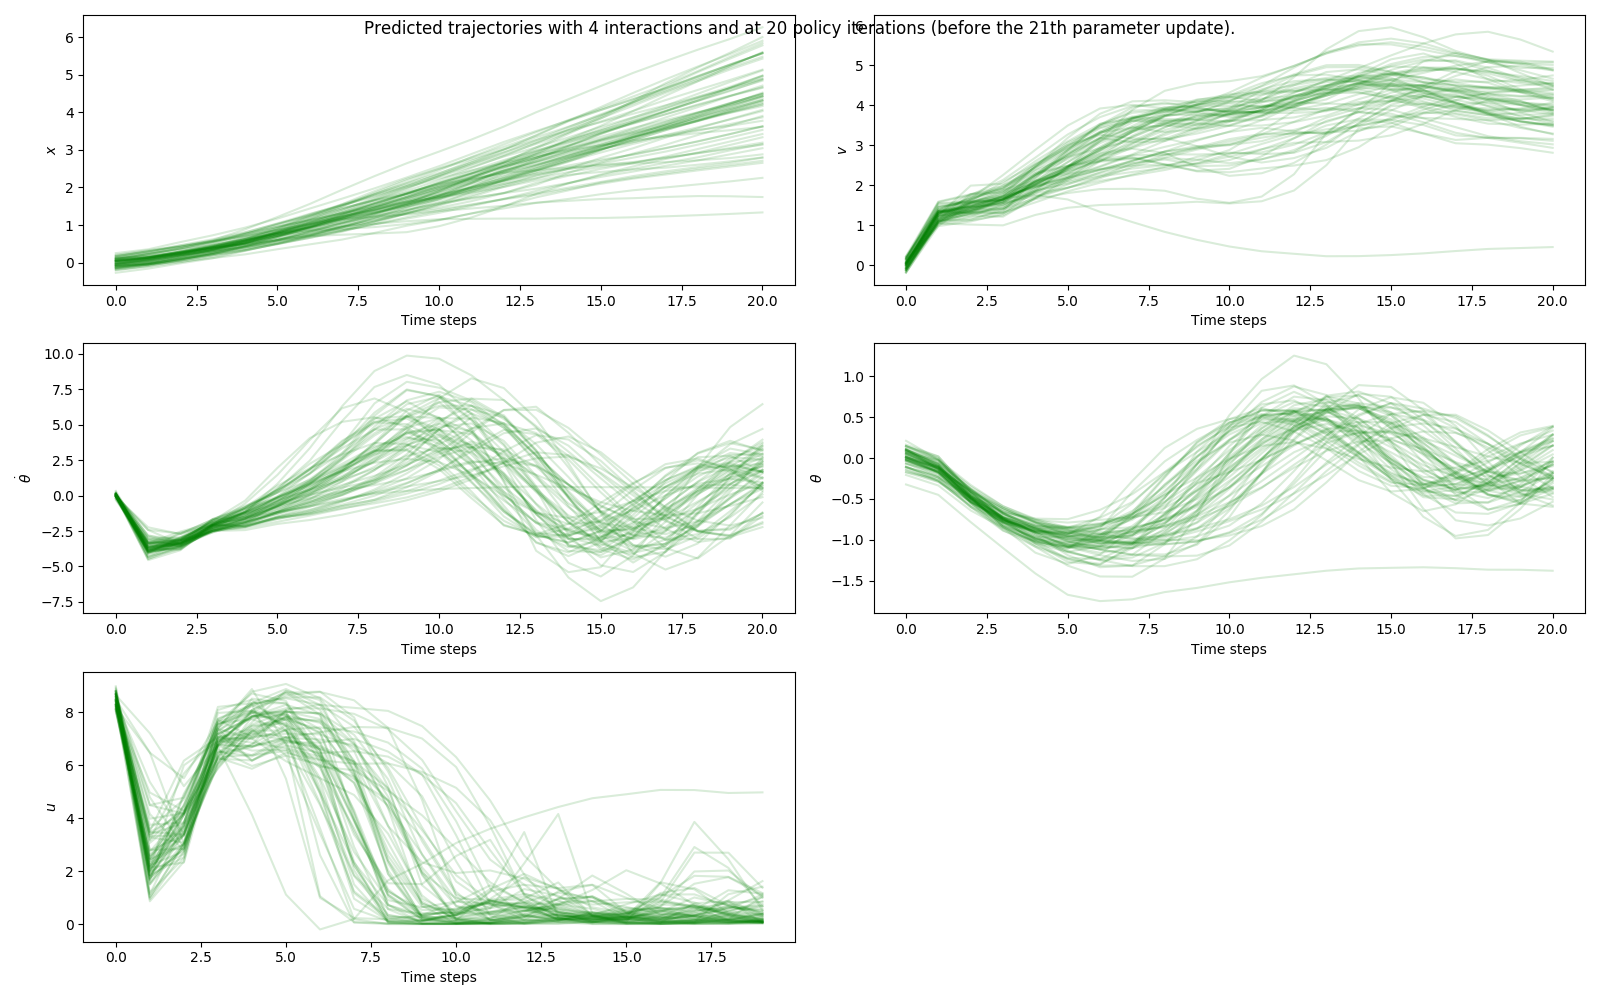 Predicted trajectories with 4 interactions and at 20 policy iterations (before the 21th parameter update).
6
5
4
3
2
1
0
x
0.0 2.5 5.0 7.5 10.0 12.5 15.0 17.5 20.0
Time steps
6
5
4
3
2
1
0
v
0.0 2.5 5.0 7.5 10.0 12.5 15.0 17.5 20.0
Time steps
10.0
7.5
5.0
2.5
0.0
−2.5
−5.0
−7.5
θ̇
0.0 2.5 5.0 7.5 10.0 12.5 15.0 17.5 20.0
Time steps
1.0
0.5
0.0
−0.5
−1.0
−1.5
θ
0.0 2.5 5.0 7.5 10.0 12.5 15.0 17.5 20.0
Time steps
8
6
4
2
0
u
0.0 2.5 5.0 7.5 10.0 12.5 15.0 17.5
Time steps